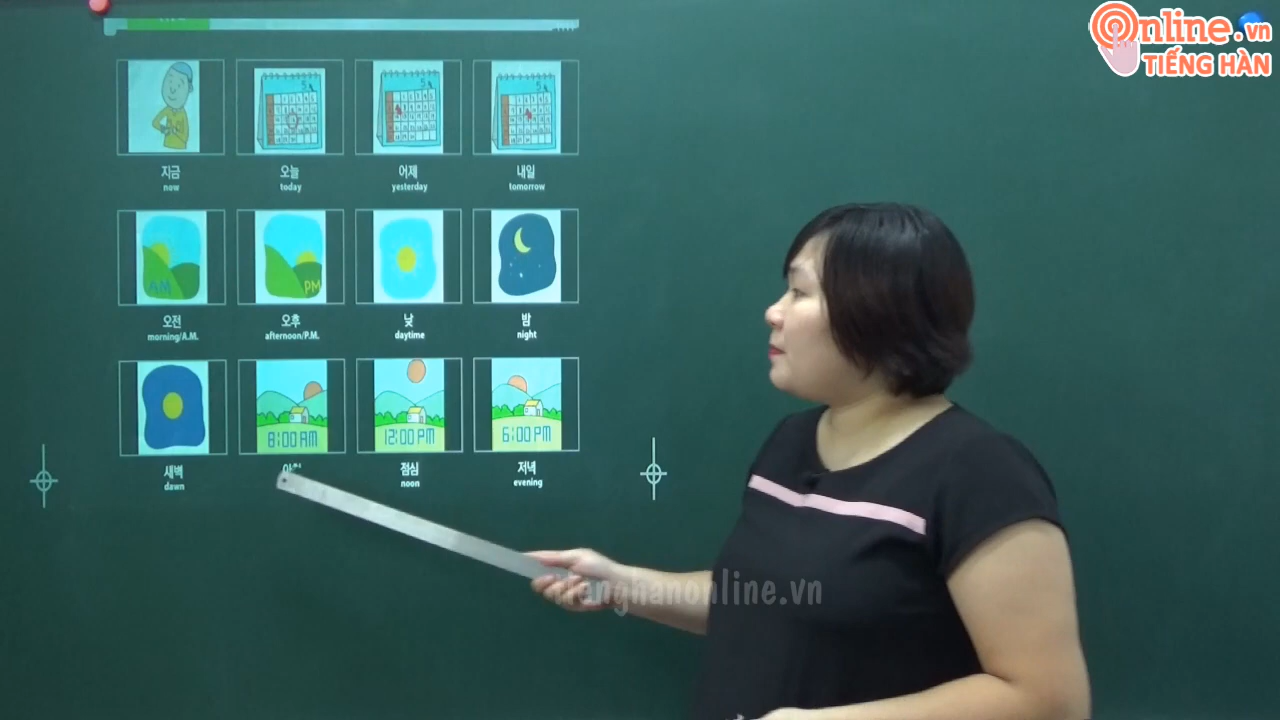 Online.vn
TIẾNG HÀN
지금 오늘 어제 내일
now today yesterday tomorrow
AM PM
오전 오후 낮 밤
morning/A.M. afternoon/P.M. daytime night
8:00 AM 12:00 PM 6:00 PM
새벽 점심 저녁
dawn noon evening
tienghanonline.vn